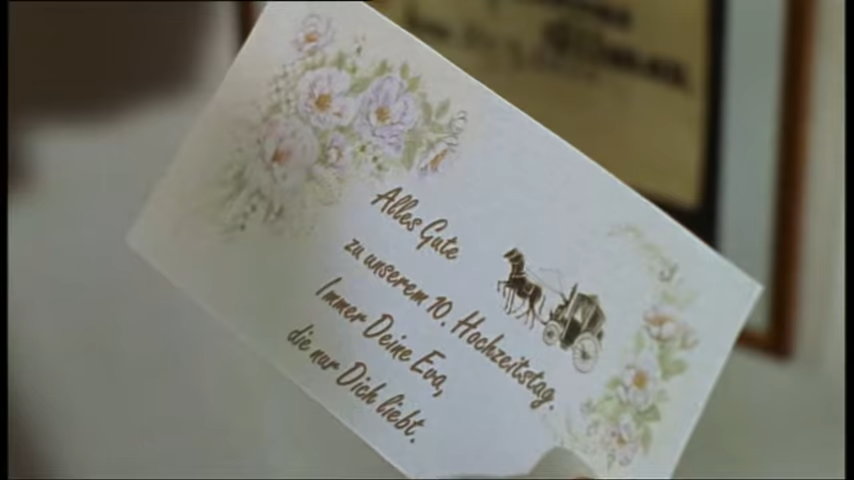 Alles Gute
zu unserem 10. Hochzeitstag.
Immer Deine Eva,
die nur Dich liebt.